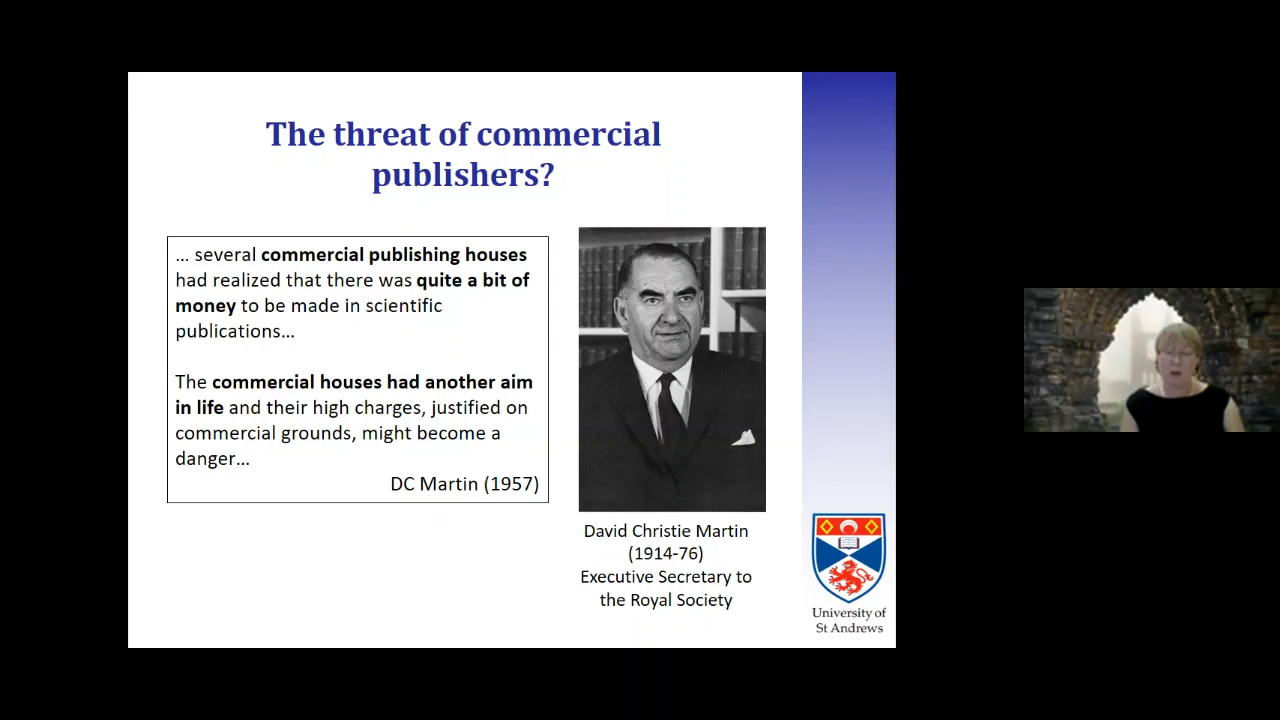 The threat of commercial
publishers?
… several commercial publishing houses
had realized that there was quite a bit of
money to be made in scientific
publications…
The commercial houses had another aim
in life and their high charges, justified on
commercial grounds, might become a
danger…
DC Martin (1957)
David Christie Martin
(1914-76)
Executive Secretary to
the Royal Society
University of
St Andrews